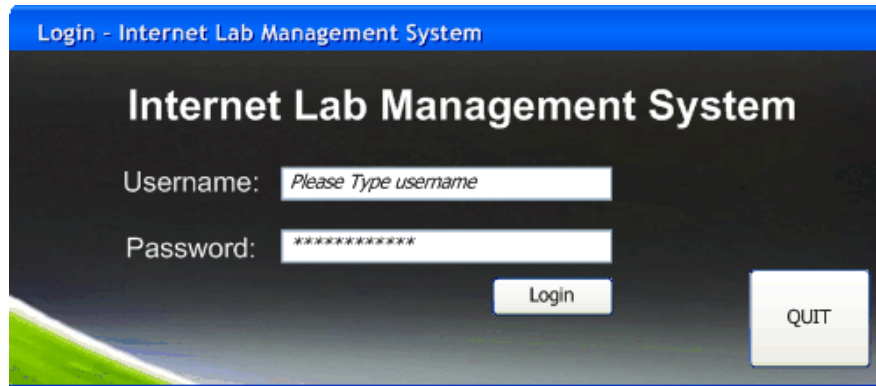 Login - Internet Lab Management System
Internet Lab Management System
Username: Please Type username
Password: ************
Login
QUIT